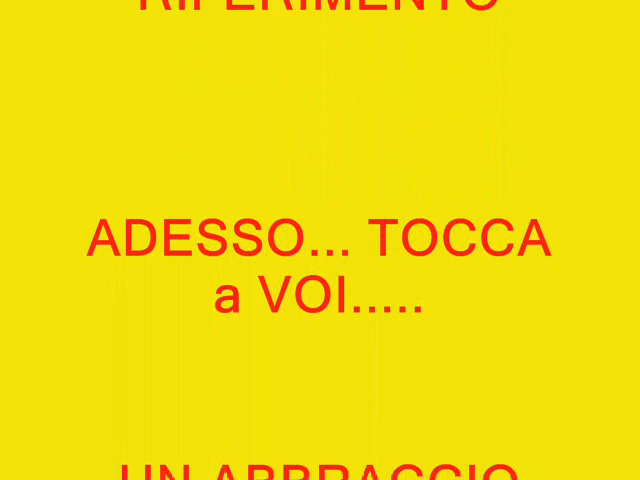 RIFERIMENTO
ADESSO... TOCCA
a VOI.....
UN ABBRACCIO